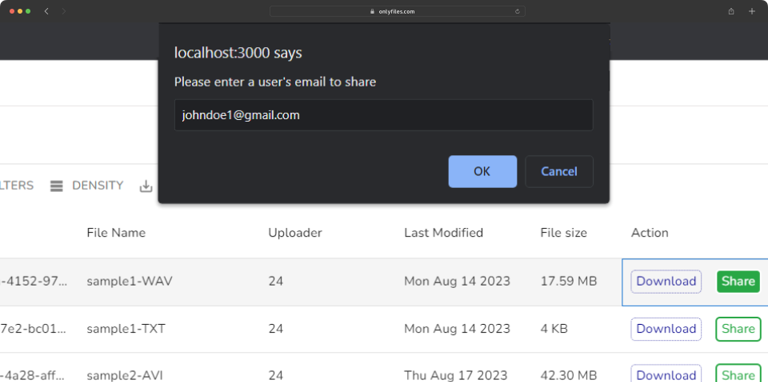 onlyfiles.com
localhost:3000 says
Please enter a user's email to share
johndoe1@gmail.com
OK Cancel
LTERS DENSITY
File Name Uploader Last Modified File size Action
-4152-97... sample1-WAV 24 Mon Aug 14 2023 17.59 MB Download Share
7e2-bc01... sample1-TXT 24 Mon Aug 14 2023 4 KB Download Share
-4a28-aff... sample2-AVI 24 Thu Aug 17 2023 42.30 MB Download Share